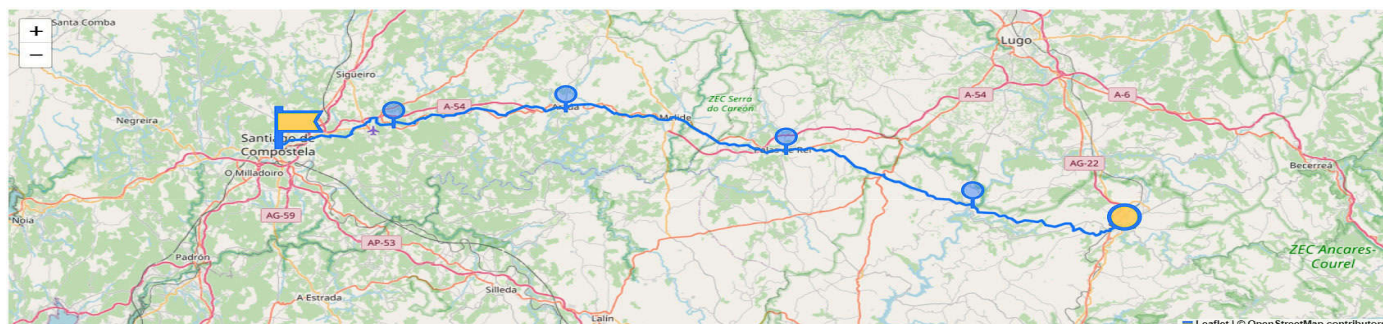 +
−
Santa Comba
Sigüeiro
Negreira
A-54
ZEC Serra
do Careón
Melide
Lugo
A-54
A-6
Santiago de
Compostela
O Milladoiro
AG-22
Becerreá
Noia
AG-59
AP-53
Padrón
A Estrada
Silleda
Lalín
ZEC Ancares-
Courel
Leaflet | © OpenStreetMap contributors